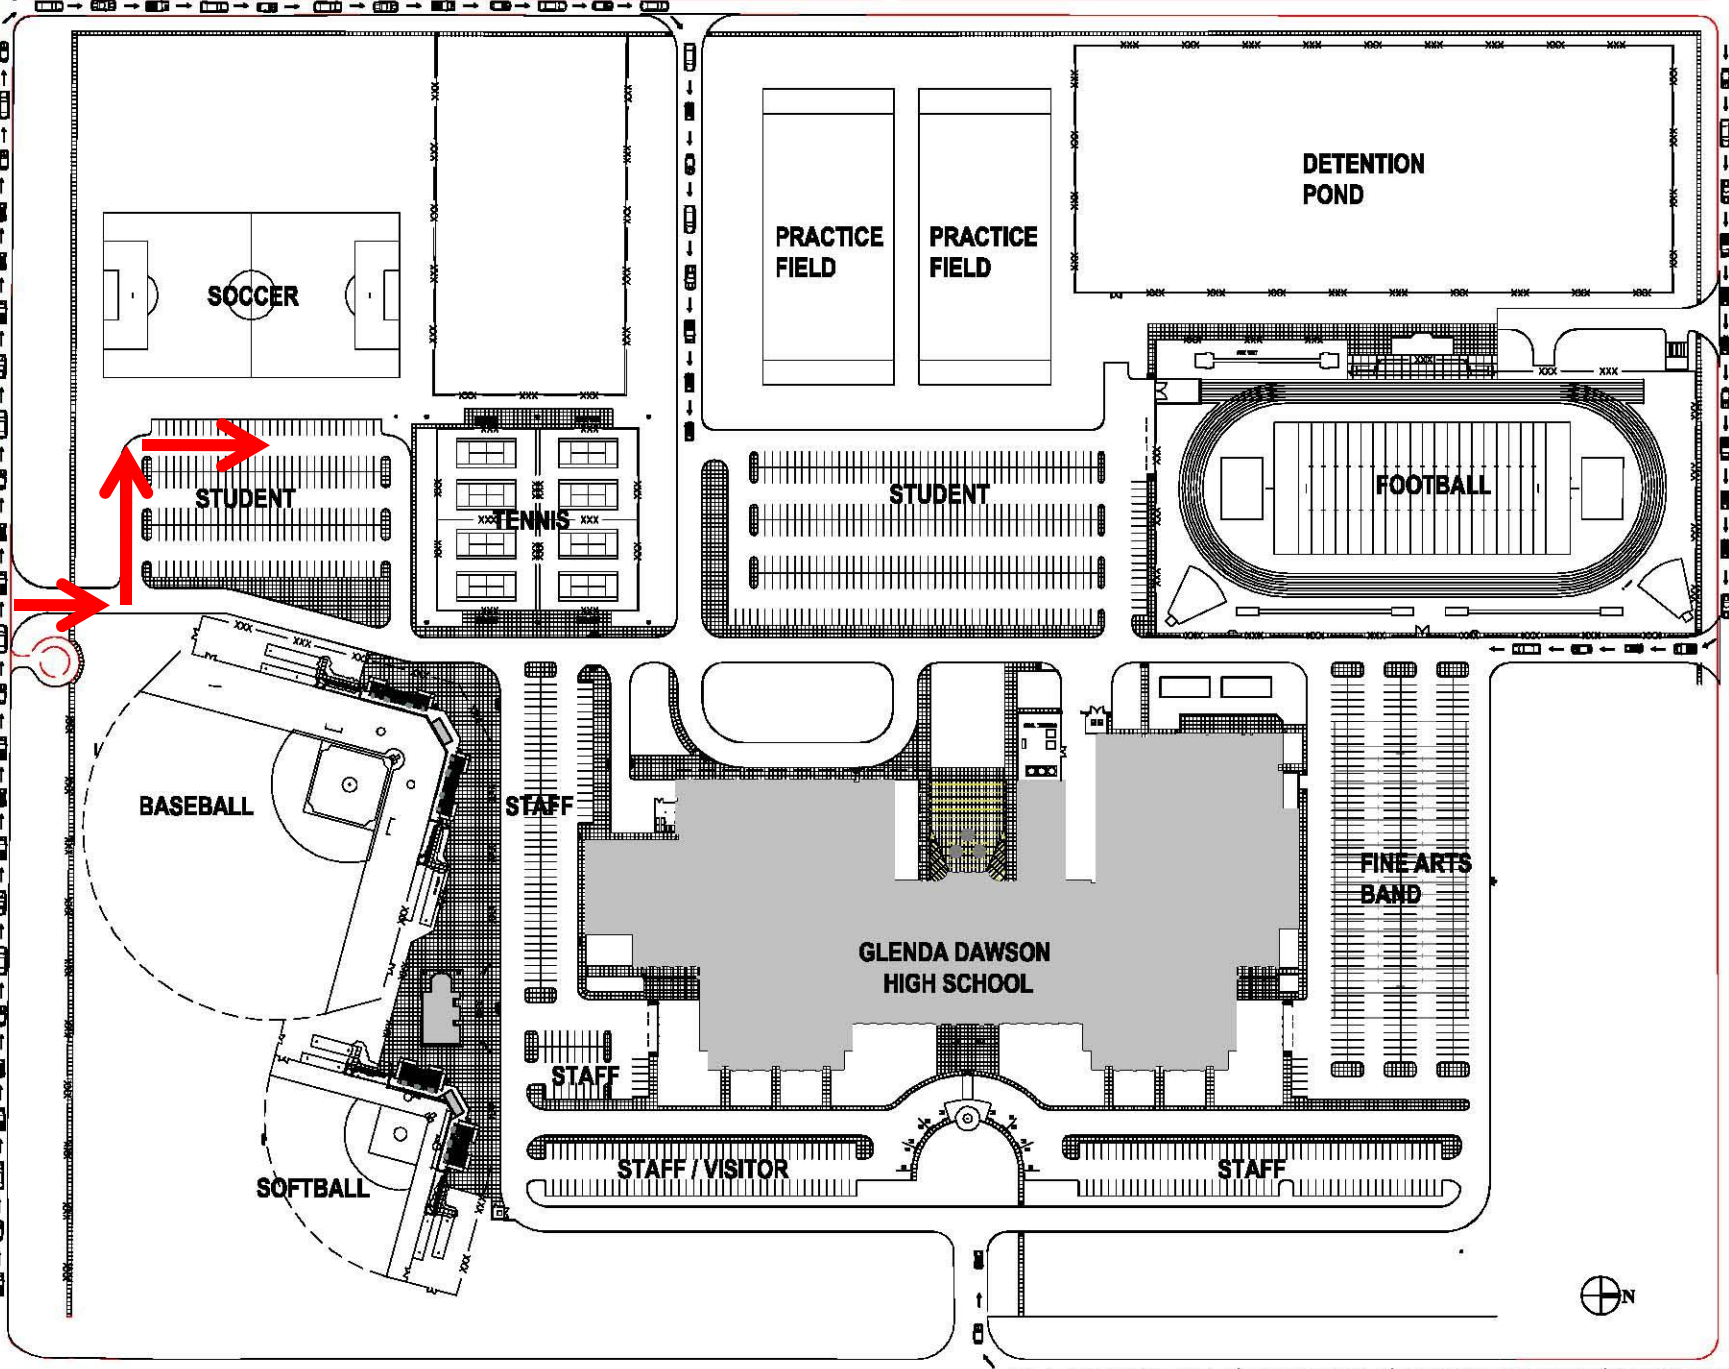 DETENTION
POND
PRACTICE
FIELD
PRACTICE
FIELD
SOCCER
STUDENT
TENNIS
STUDENT
FOOTBALL
BASEBALL
STAFF
FINE ARTS
BAND
GLENDA DAWSON
HIGH SCHOOL
STAFF
STAFF / VISITOR
STAFF
SOFTBALL
N